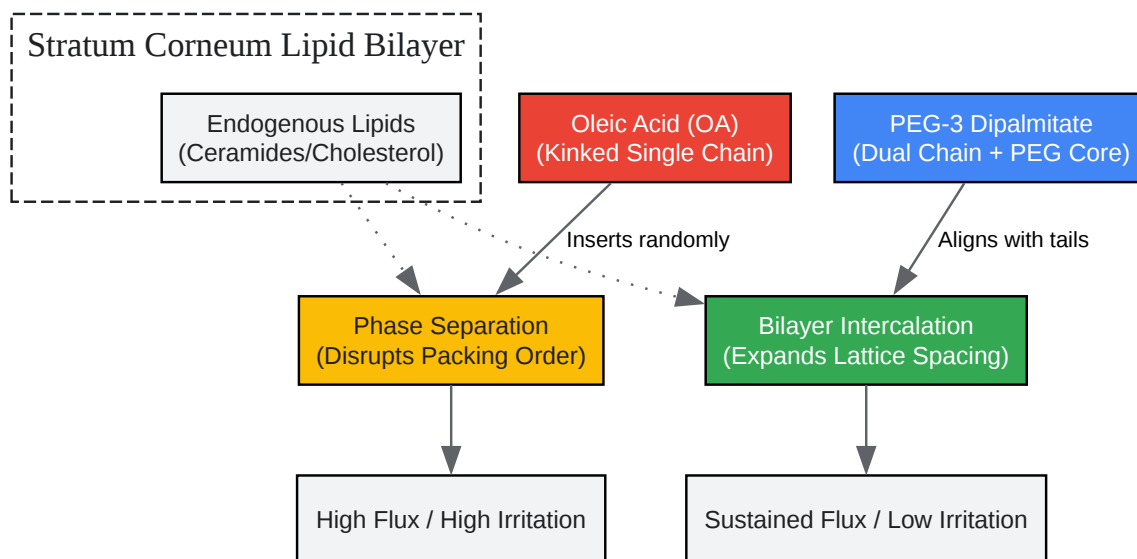 Stratum Corneum Lipid Bilayer
Endogenous Lipids
(Ceramides/Cholesterol)
Oleic Acid (OA)
(Kinked Single Chain)
PEG-3 Dipalmitate
(Dual Chain + PEG Core)
Inserts randomly
Aligns with tails
Phase Separation
(Disrupts Packing Order)
Bilayer Intercalation
(Expands Lattice Spacing)
High Flux / High Irritation
Sustained Flux / Low Irritation